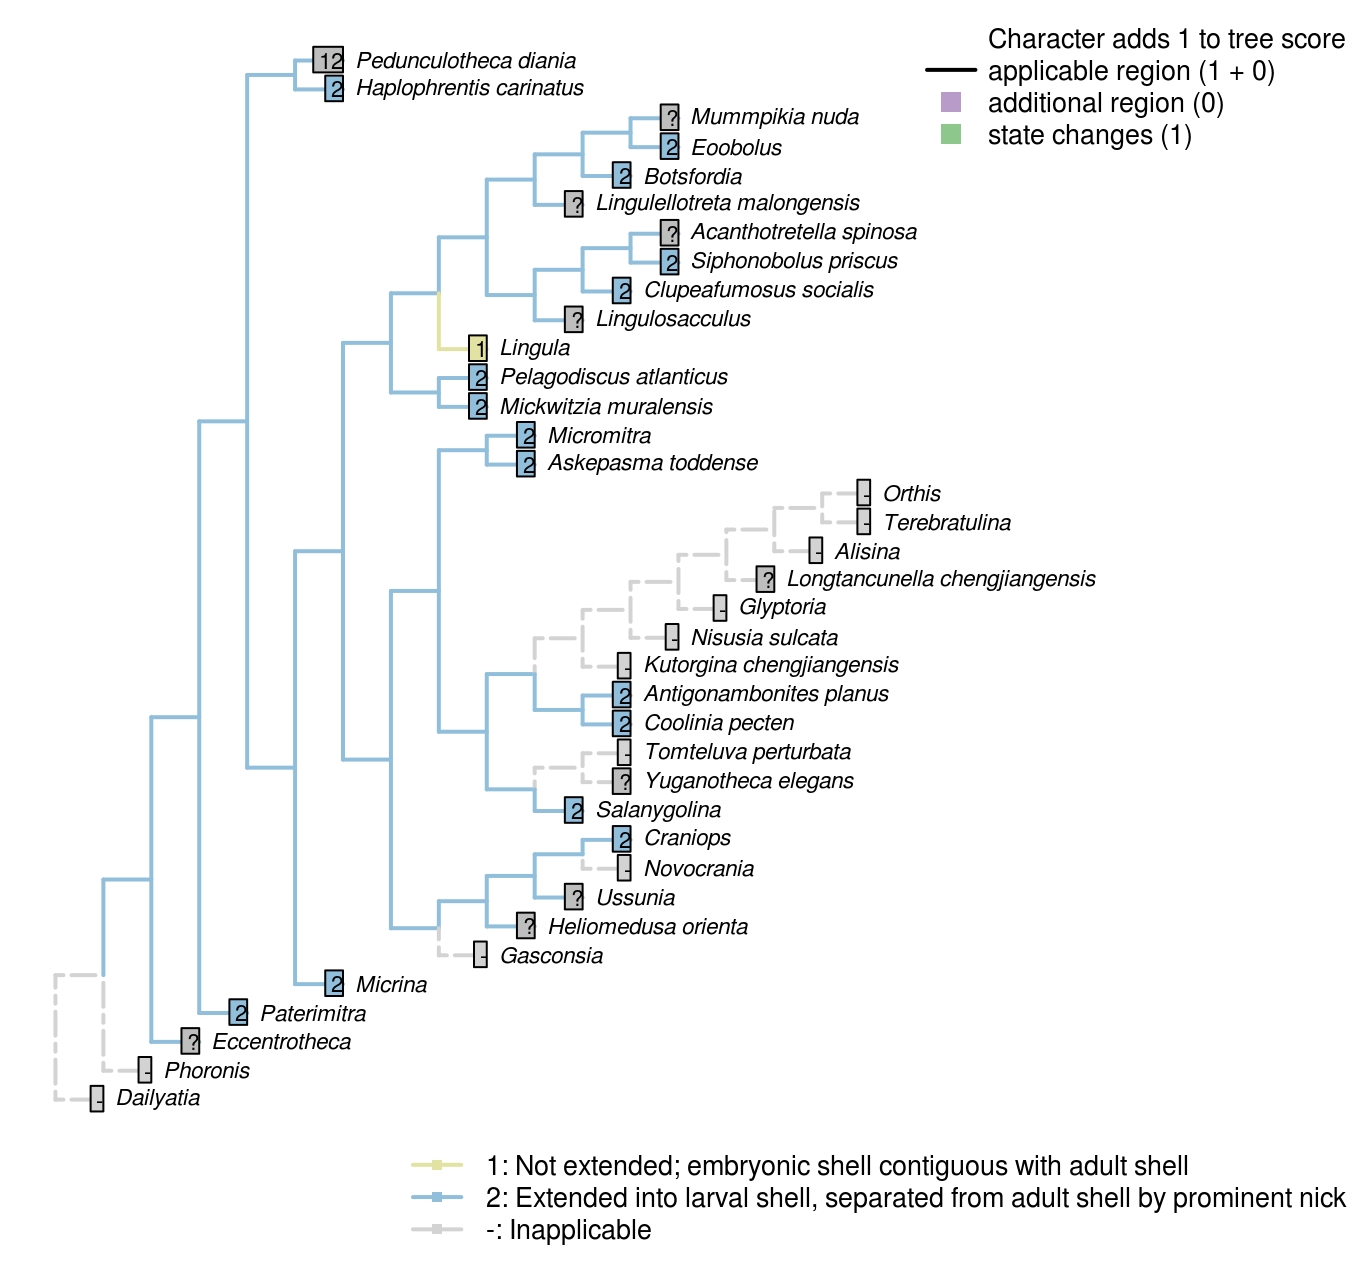 Character adds 1 to tree score
applicable region (1 + 0)
additional region (0)
state changes (1)
12 Pedunculotheca diania
2 Haplophrentis carinatus
? Mummpikia nuda
2 Eoobolus
2 Botsfordia
? Lingulellotreta malongensis
? Acanthotretella spinosa
2 Siphonobolus priscus
2 Clupeafumosus socialis
? Lingulosacculus
1 Lingula
2 Pelagodiscus atlanticus
2 Mickwitzia muralensis
2 Micromitra
2 Askepasma toddense
- Orthis
- Terebratulina
- Alisina
? Longtancunella chengjiangensis
- Glyptoria
- Nisusia sulcata
- Kutorgina chengjiangensis
2 Antigonambonites planus
2 Coolinia pecten
- Tomteluva perturbata
? Yuganotheca elegans
2 Salanygolina
2 Craniops
- Novocrania
? Ussunia
? Heliomedusa orienta
- Gasconsia
2 Micrina
2 Paterimitra
? Eccentrotheca
- Phoronis
- Dailyatia
1: Not extended; embryonic shell contiguous with adult shell
2: Extended into larval shell, separated from adult shell by prominent nick
-: Inapplicable